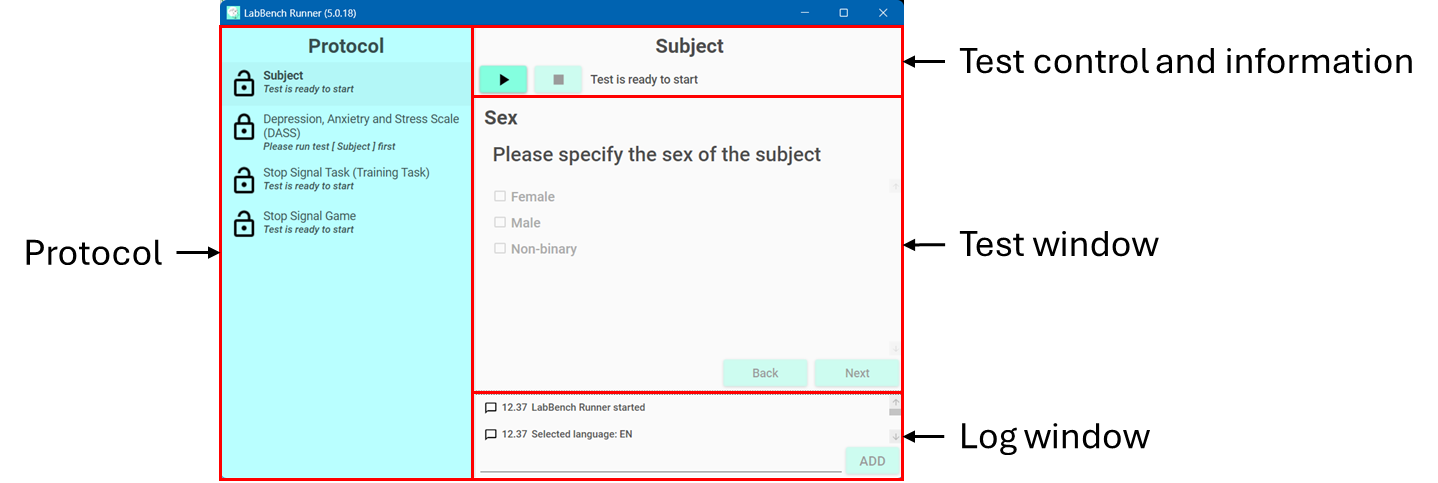 LabBench Runner (5.0.18)
Protocol
Subject
Test is ready to start
Depression, Anxietry and Stress Scale
(DASS)
Please run test [ Subject ] first
Stop Signal Task (Training Task)
Test is ready to start
Stop Signal Game
Test is ready to start
Subject
Test is ready to start
Sex
Please specify the sex of the subject
Female
Male
Non-binary
Back
Next
12.37 LabBench Runner started
12.37 Selected language: EN
ADD
Protocol
Test control and information
Test window
Log window